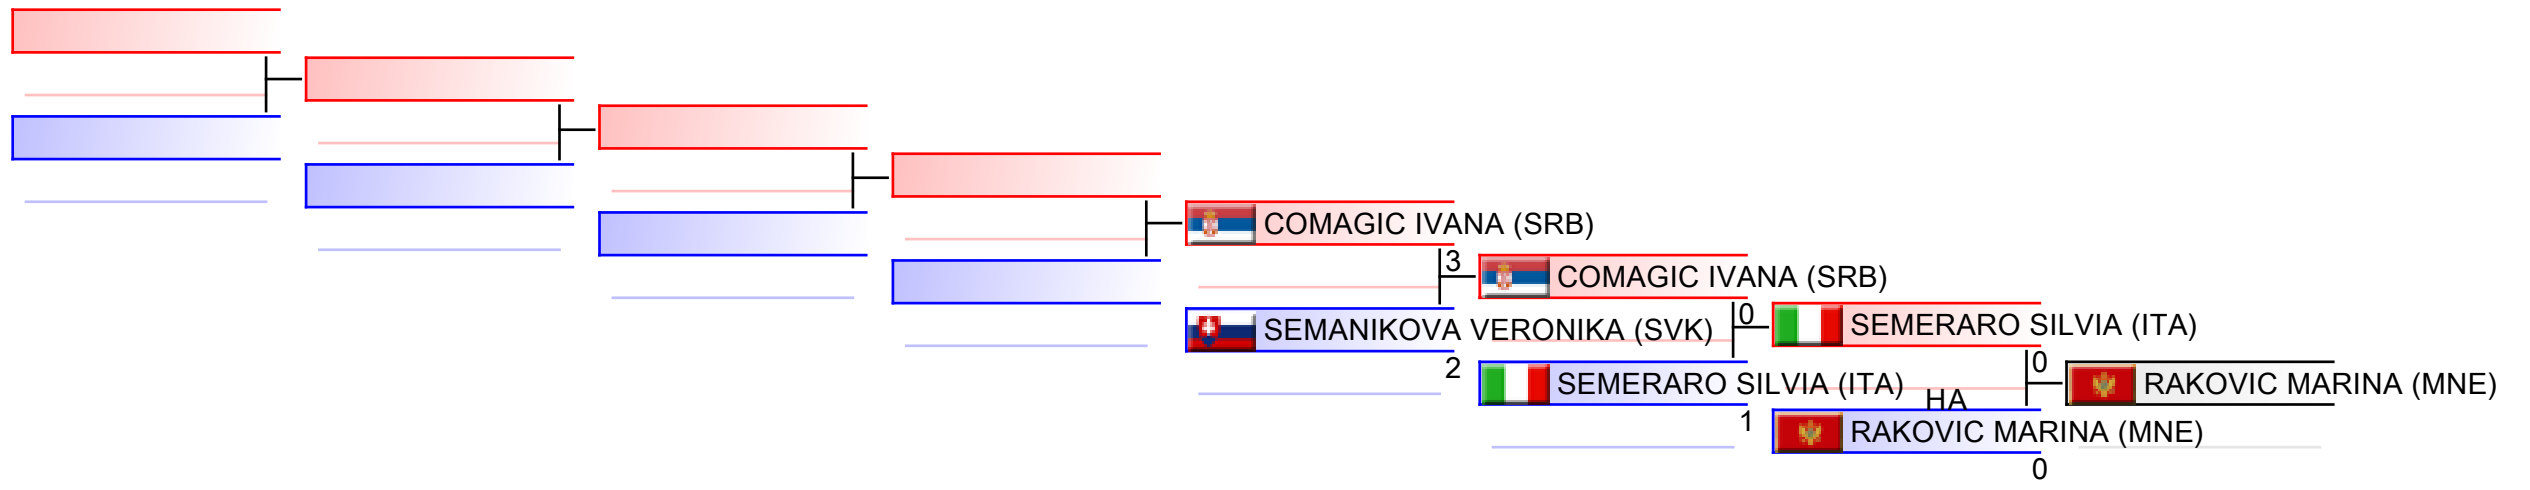 COMAGIC IVANA (SRB)
3
COMAGIC IVANA (SRB)
SEMANIKOVA VERONIKA (SVK)
0
SEMERARO SILVIA (ITA)
2
SEMERARO SILVIA (ITA)
HA
0
RAKOVIC MARINA (MNE)
1
RAKOVIC MARINA (MNE)
0